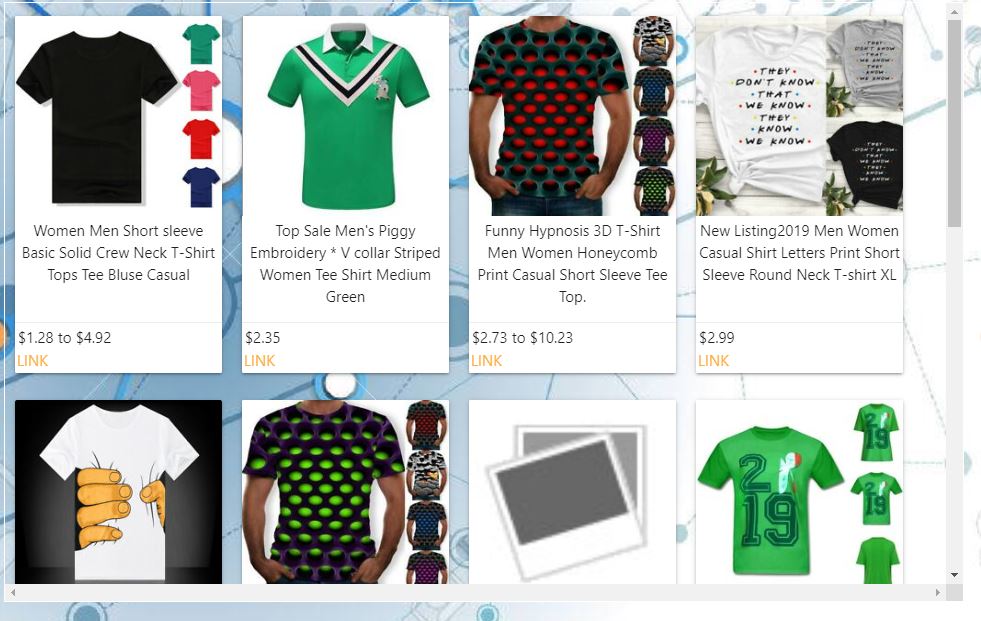 THEY
DON'T KNOW
THAT
WE KNOW
THEY
KNOW
WE KNOW
THEY
DON'T KNOW
THAT
WE KNOW
THEY
KNOW
WE KNOW
THEY
DON'T KNOW
THAT
WE KNOW
THEY
KNOW
WE KNOW
Women Men Short sleeve
Basic Solid Crew Neck T-Shirt
Tops Tee Bluse Casual
$1.28 to $4.92
LINK
Top Sale Men's Piggy
Embroidery * V collar Striped
Women Tee Shirt Medium
Green
$2.35
LINK
Funny Hypnosis 3D T-Shirt
Men Women Honeycomb
Print Casual Short Sleeve Tee
Top.
$2.73 to $10.23
LINK
New Listing2019 Men Women
Casual Shirt Letters Print Short
Sleeve Round Neck T-shirt XL
$2.99
LINK
2
19
2
19
2
19